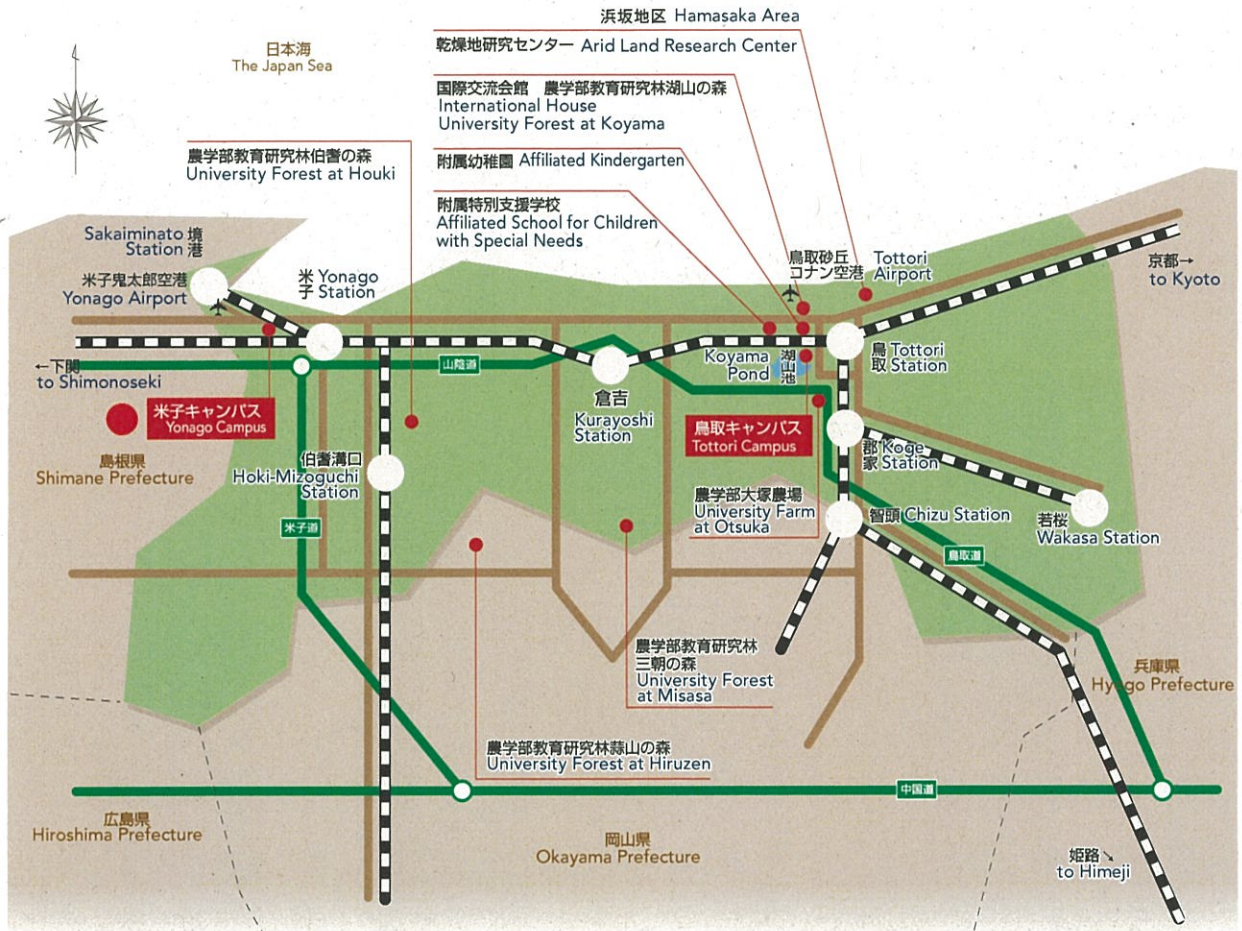 浜坂地区 Hamasaka Area
日本海
The Japan Sea
乾燥地研究センター Arid Land Research Center
国際交流会館 農学部教育研究林湖山の森
International House
University Forest at Koyama
農学部教育研究林伯耆の森
University Forest at Houki
附属幼稚園 Affiliated Kindergarten
附属特別支援学校
Affiliated School for Children
with Special Needs
Sakaiminato 境
Station 港
米子鬼太郎空港
Yonago Airport
米 Yonago
子 Station
鳥取砂丘
コナン空港
Tottori
Airport
京都→
to Kyoto
←下関
to Shimonoseki
山陰道
Koyama
Pond
湖山池
鳥 Tottori
取 Station
倉吉
Kurayoshi
Station
米子キャンパス
Yonago Campus
鳥取キャンパス
Tottori Campus
島根県
Shimane Prefecture
伯耆溝口
Hoki-Mizoguchi
Station
郡 Koge
家 Station
農学部大塚農場
University Farm
at Otsuka
智頭 Chizu Station
若桜
Wakasa Station
米子道
鳥取道
農学部教育研究林
三朝の森
University Forest
at Misasa
兵庫県
Hyogo Prefecture
農学部教育研究林蒜山の森
University Forest at Hiruzen
中国道
広島県
Hiroshima Prefecture
岡山県
Okayama Prefecture
姫路↘
to Himeji